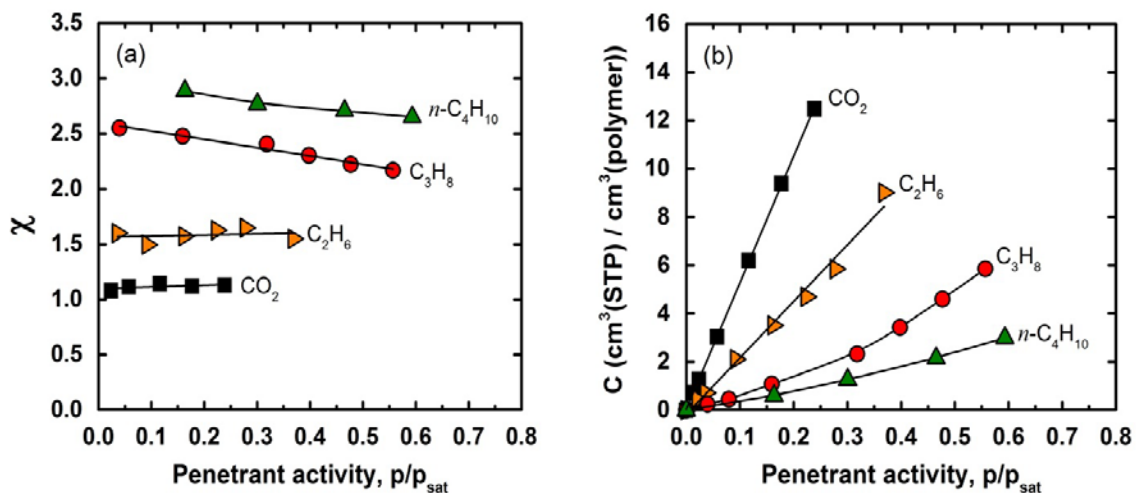 (a)
3.5
3.0
2.5
2.0
1.5
1.0
0.5
0.0
χ
n-C₄H₁₀
C₃H₈
C₂H₆
CO₂
0.0 0.1 0.2 0.3 0.4 0.5 0.6 0.7 0.8
Penetrant activity, p/p_sat
(b)
16
14
12
10
8
6
4
2
0
C (cm³(STP) / cm³(polymer))
CO₂
C₂H₆
C₃H₈
n-C₄H₁₀
0.0 0.1 0.2 0.3 0.4 0.5 0.6 0.7 0.8
Penetrant activity, p/p_sat